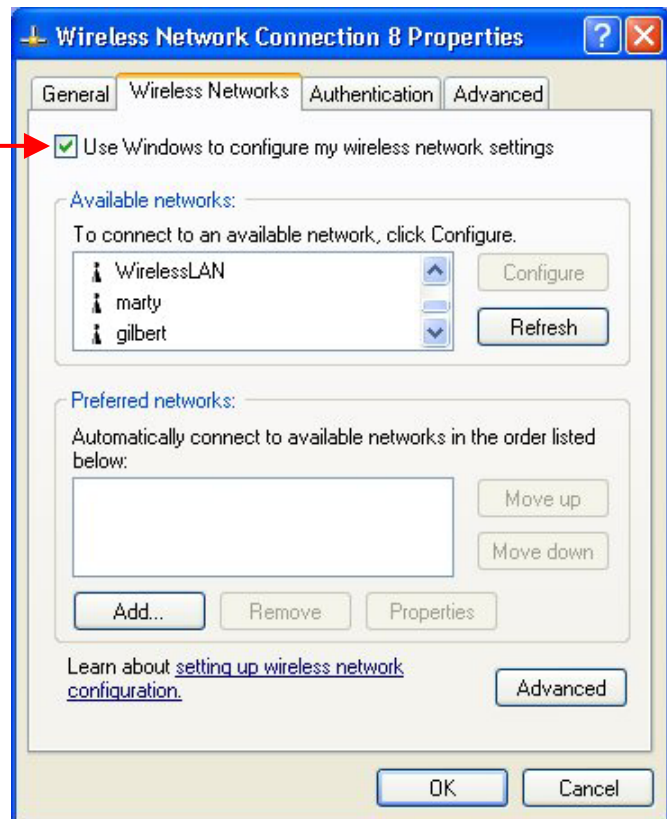 Wireless Network Connection 8 Properties
General Wireless Networks Authentication Advanced
Use Windows to configure my wireless network settings
Available networks:
To connect to an available network, click Configure.
WirelessLAN
marty
gilbert
Configure
Refresh
Preferred networks:
Automatically connect to available networks in the order listed
below:
Move up
Move down
Add... Remove Properties
Learn about setting up wireless network
configuration.
Advanced
OK Cancel